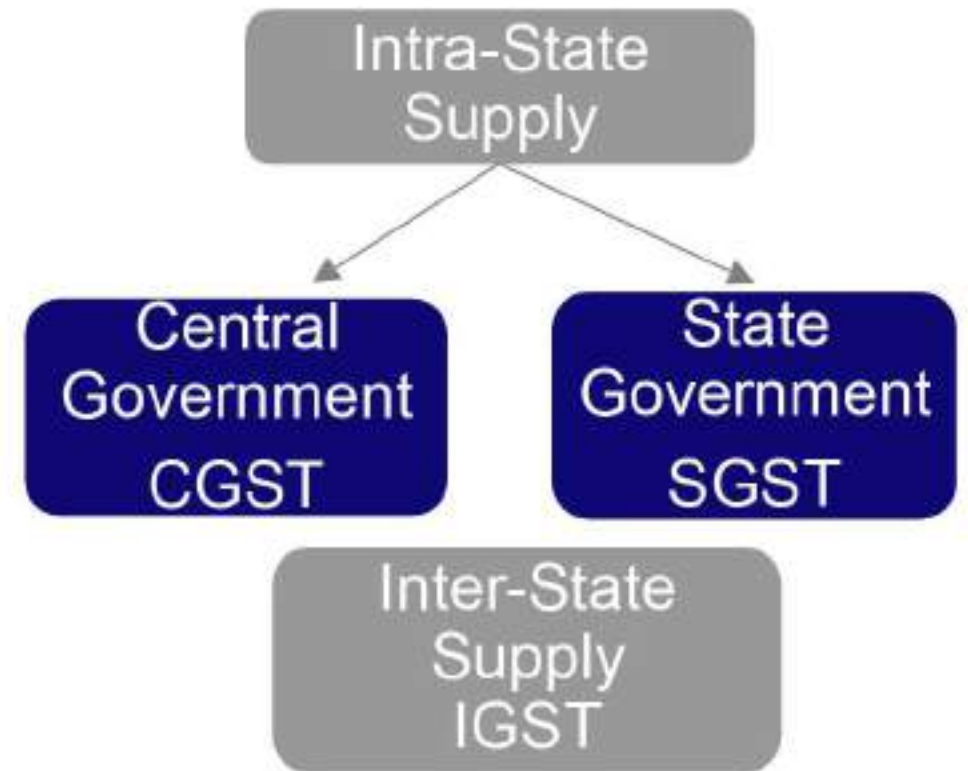 Intra-State
Supply
Central
Government
CGST
State
Government
SGST
Inter-State
Supply
IGST